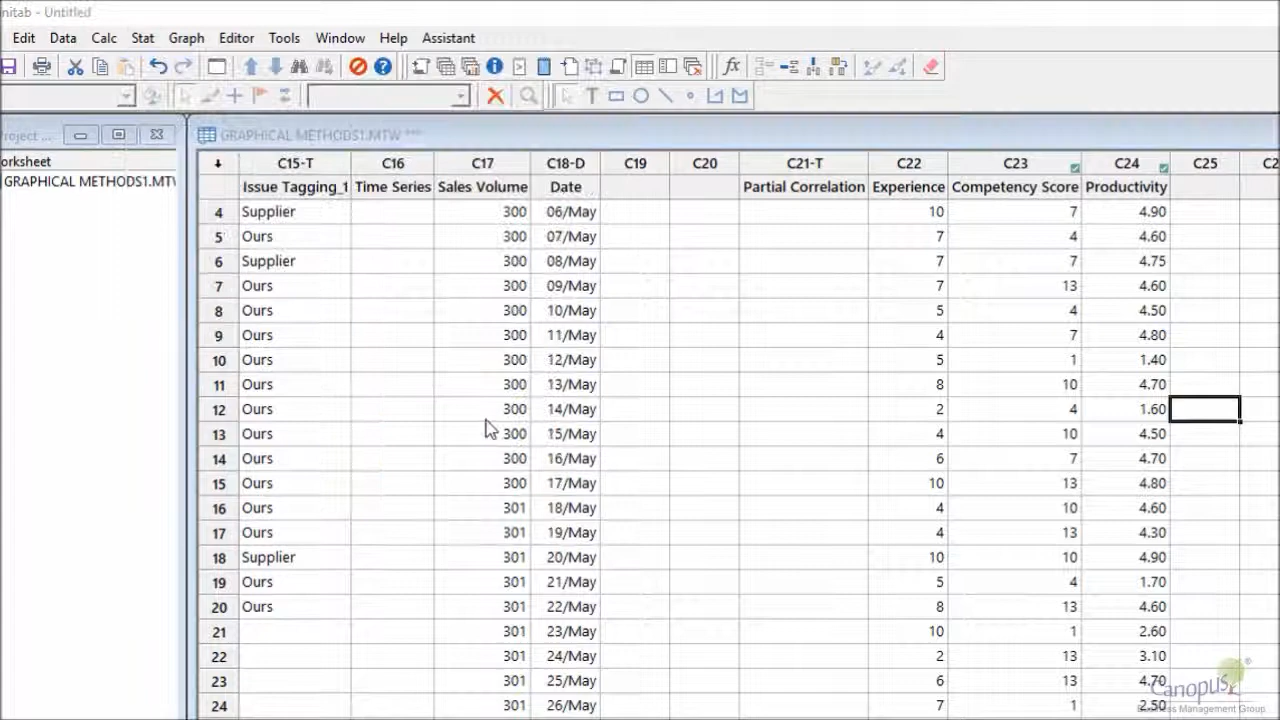 nitab - Untitled
Edit Data Calc Stat Graph Editor Tools Window Help Assistant
Project ... GRAPHICAL METHODS1.MTW ***
orksheet
GRAPHICAL METHODS1.MTW
C15-T C16 C17 C18-D C19 C20 C21-T C22 C23 C24 C25
Issue Tagging_1 Time Series Sales Volume Date Partial Correlation Experience Competency Score Productivity
4 Supplier 300 06/May 10 7 4.90
5 Ours 300 07/May 7 4 4.60
6 Supplier 300 08/May 7 7 4.75
7 Ours 300 09/May 7 13 4.60
8 Ours 300 10/May 5 4 4.50
9 Ours 300 11/May 4 7 4.80
10 Ours 300 12/May 5 1 1.40
11 Ours 300 13/May 8 10 4.70
12 Ours 300 14/May 2 4 1.60
13 Ours 300 15/May 4 10 4.50
14 Ours 300 16/May 6 7 4.70
15 Ours 300 17/May 10 13 4.80
16 Ours 301 18/May 4 10 4.60
17 Ours 301 19/May 4 13 4.30
18 Supplier 301 20/May 10 10 4.90
19 Ours 301 21/May 5 4 1.70
20 Ours 301 22/May 8 13 4.60
21 301 23/May 10 1 2.60
22 301 24/May 2 13 3.10
23 301 25/May 6 13 4.70
24 301 26/May 7 1 2.50
Canopus®
Business Management Group